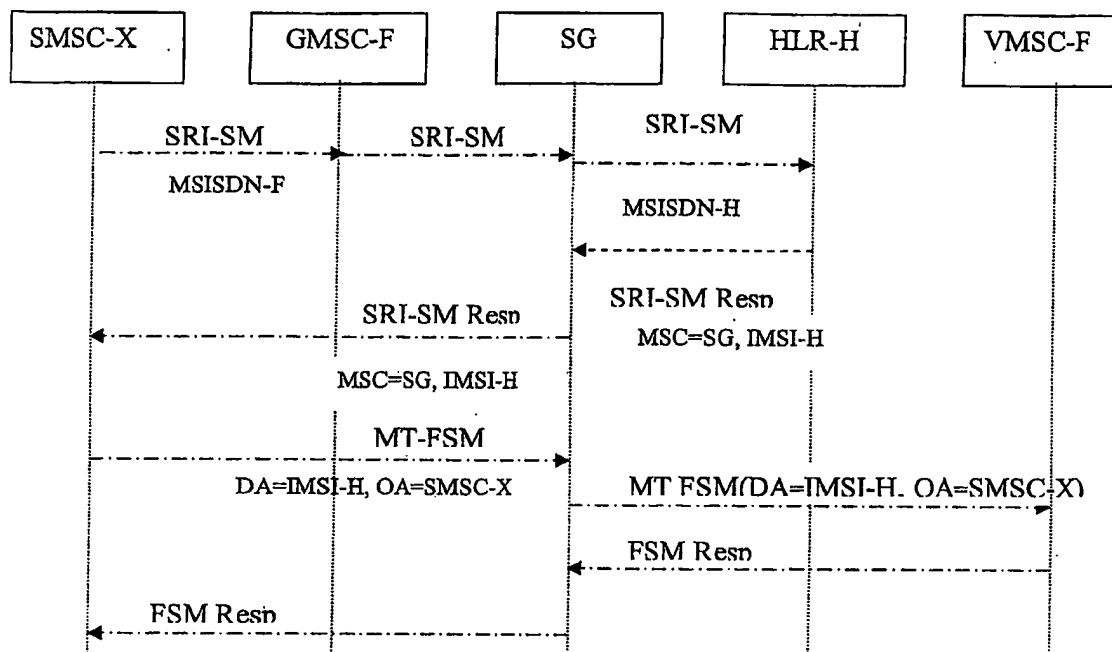 SMSC-X
GMSC-F
SG
HLR-H
VMSC-F
SRI-SM
SRI-SM
SRI-SM
MSISDN-F
MSISDN-H
SRI-SM Resp
SRI-SM Resp
MSC=SG, IMSI-H
MSC=SG, IMSI-H
MT-FSM
DA=IMSI-H, OA=SMSC-X
MT FSM(DA=IMSI-H, OA=SMSC-X)
FSM Resp
FSM Resp